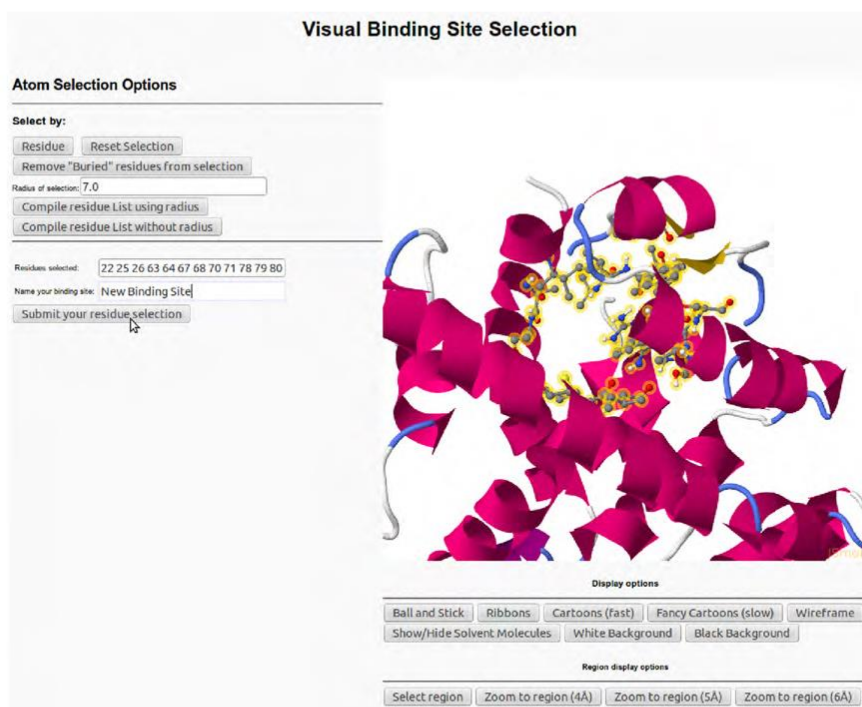 Visual Binding Site Selection
Atom Selection Options
Select by:
Residue Reset Selection
Remove "Buried" residues from selection
Radius of selection: 7.0
Compile residue List using radius
Compile residue List without radius
Residues selected: 22 25 26 63 64 67 68 70 71 78 79 80
Name your binding site: New Binding Site
Submit your residue selection
Display options
Ball and Stick Ribbons Cartoons (fast) Fancy Cartoons (slow) Wireframe
Show/Hide Solvent Molecules White Background Black Background
Region display options
Select region Zoom to region (4Å) Zoom to region (5Å) Zoom to region (6Å)